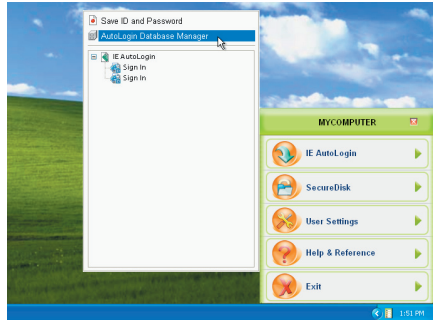 Save ID and Password
AutoLogin Database Manager
IE AutoLogin
Sign In
Sign In
MYCOMPUTER
IE AutoLogin
SecureDisk
User Settings
Help & Reference
Exit
1:51 PM